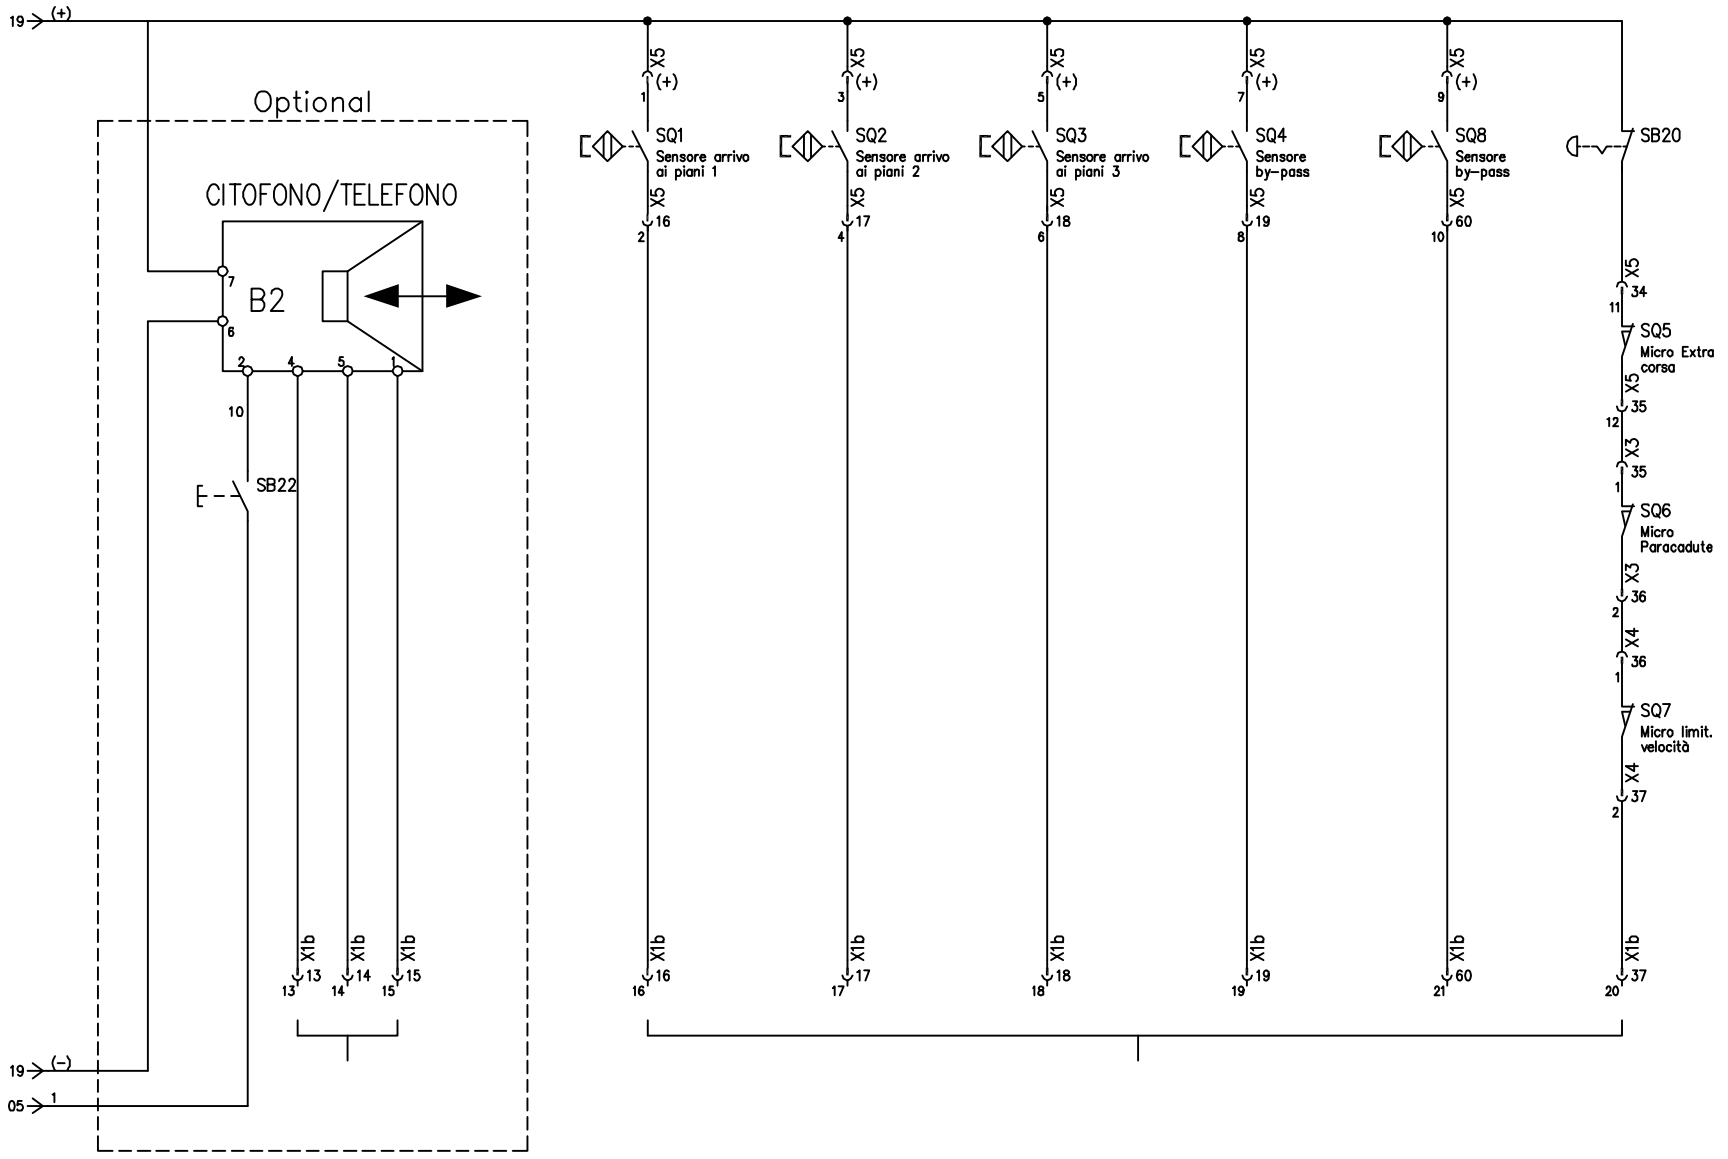 19 (+)
X5 X5 X5 X5 X5
(+) (+) (+) (+) (+)
1 3 5 7 9
Optional
SQ1 SQ2 SQ3 SQ4 SQ8 SB20
Sensore arrivo Sensore arrivo Sensore arrivo Sensore Sensore
ai piani 1 ai piani 2 ai piani 3 by-pass by-pass
CITOFONO/TELEFONO
X5 X5 X5 X5 X5
16 17 18 19 60
2 4 6 8 10
7
B2
6
2 4 5 1
10
SB22
X5
34
11
SQ5
Micro Extra
corsa
X5
35
12
X3
35
1
SQ6
Micro
Paracadute
X3
36
2
X4
36
1
SQ7
Micro limit.
velocità
X4
37
2
X1b X1b X1b X1b X1b X1b X1b X1b X1b
13 14 15 16 17 18 19 60 37
13 14 15 16 17 18 19 21 20
19 (-)
05 1